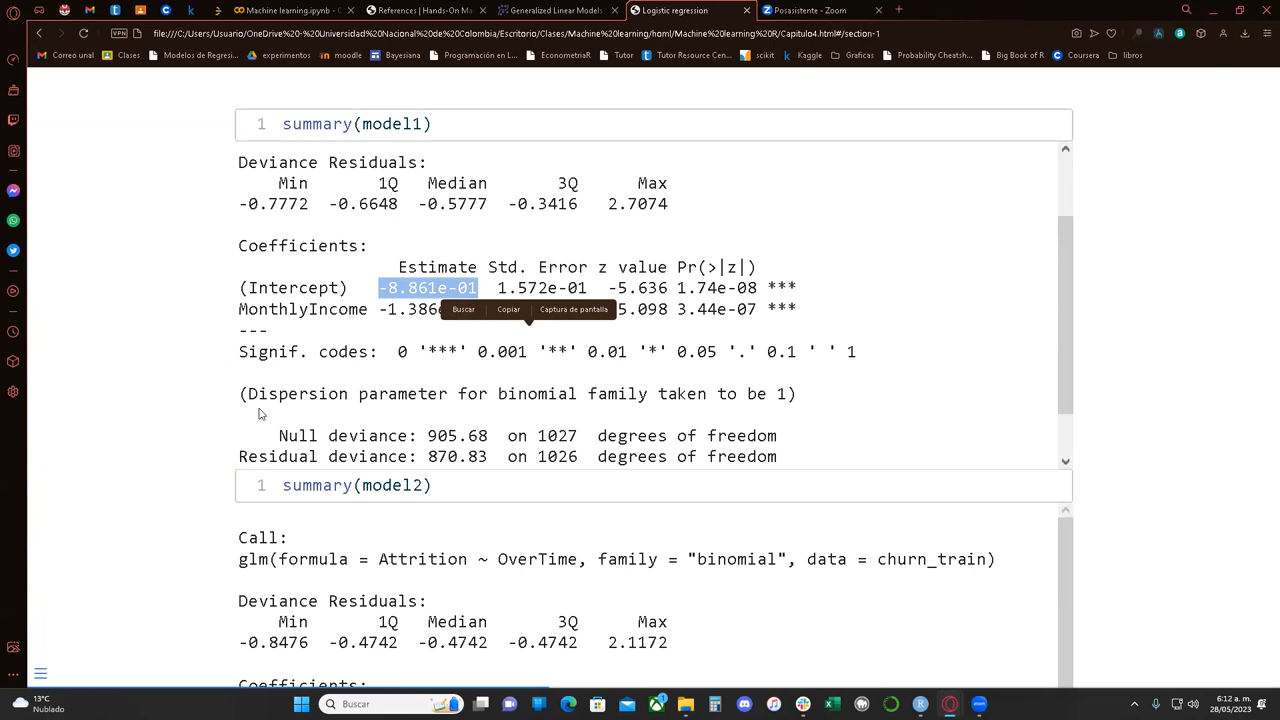 Machine learning.ipynb - C
References | Hands-On Ma
Generalized Linear Models
Logistic regression
Posasistente - Zoom
VPN file:///C:/Users/Usuario/OneDrive%20-%20Universidad%20Nacional%20de%20Colombia/Escritorio/Clases/Machine%20learning/homl/Machine%20learning%20R/Capitulo4.html#/section-1
Correo unal Clases Modelos de Regresi... experimentos moodle Bayesiana Programación en L... EconometriaR Tutor Tutor Resource Cen... scikit Kaggle Graficas Probability Cheatsh... Big Book of R Coursera libros
1 summary(model1)
Deviance Residuals:
Min 1Q Median 3Q Max
-0.7772 -0.6648 -0.5777 -0.3416 2.7074
Coefficients:
Estimate Std. Error z value Pr(>|z|)
(Intercept) -8.861e-01 1.572e-01 -5.636 1.74e-08 ***
MonthlyIncome -1.386 5.098 3.44e-07 ***
Buscar Copiar Captura de pantalla
---
Signif. codes: 0 '***' 0.001 '**' 0.01 '*' 0.05 '.' 0.1 ' ' 1
(Dispersion parameter for binomial family taken to be 1)
Null deviance: 905.68 on 1027 degrees of freedom
Residual deviance: 870.83 on 1026 degrees of freedom
1 summary(model2)
Call:
glm(formula = Attrition ~ OverTime, family = "binomial", data = churn_train)
Deviance Residuals:
Min 1Q Median 3Q Max
-0.8476 -0.4742 -0.4742 -0.4742 2.1172
Coefficients:
13°C
Nublado
Buscar
6:12 a. m.
28/05/2023